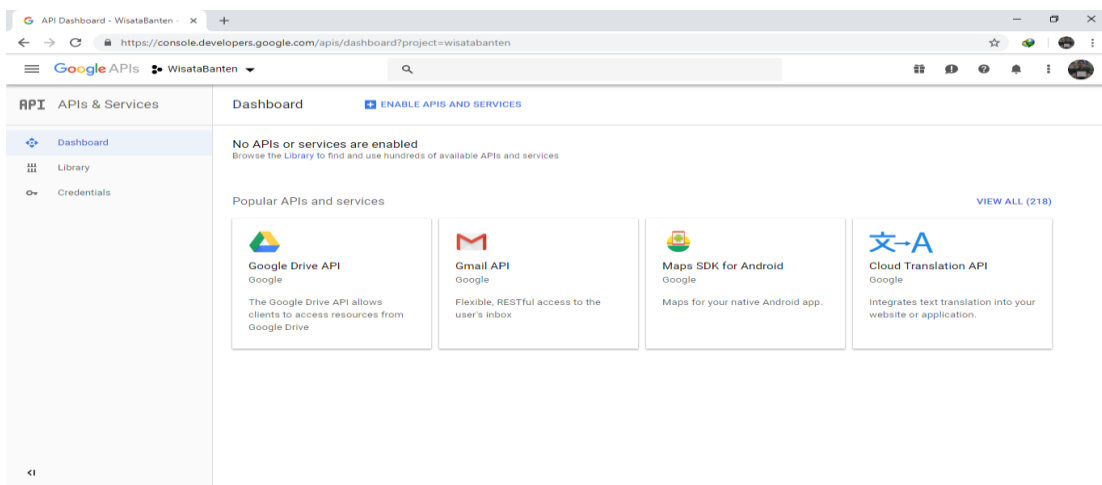 API Dashboard - WisataBanten -
https://console.developers.google.com/apis/dashboard?project=wisatabanten
Google APIs WisataBanten
API APIs & Services
Dashboard ENABLE APIS AND SERVICES
Dashboard
Library
Credentials
No APIs or services are enabled
Browse the Library to find and use hundreds of available APIs and services
Popular APIs and services
VIEW ALL (218)
Google Drive API
Google
The Google Drive API allows
clients to access resources from
Google Drive
Gmail API
Google
Flexible, RESTful access to the
user's inbox
Maps SDK for Android
Google
Maps for your native Android app.
文→A
Cloud Translation API
Google
Integrates text translation into your
website or application.